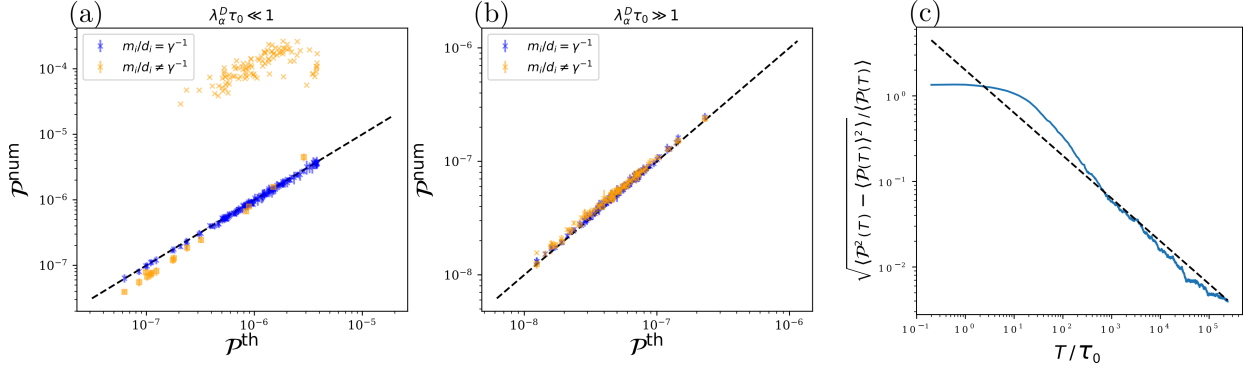 (a)
λ_α^D τ_0 ≪ 1
m_i/d_i = γ^{-1}
m_i/d_i ≠ γ^{-1}
10^{-4}
10^{-5}
10^{-6}
10^{-7}
𝒫^num
10^{-7}
10^{-6}
10^{-5}
𝒫^th
(b)
λ_α^D τ_0 ≫ 1
m_i/d_i = γ^{-1}
m_i/d_i ≠ γ^{-1}
10^{-6}
10^{-7}
10^{-8}
𝒫^num
10^{-8}
10^{-7}
10^{-6}
𝒫^th
(c)
10^0
10^{-1}
10^{-2}
√⟨𝒫²(T) − ⟨𝒫(T)⟩²⟩/⟨𝒫(T)⟩
10^{-1}
10^0
10^1
10^2
10^3
10^4
10^5
T/τ_0